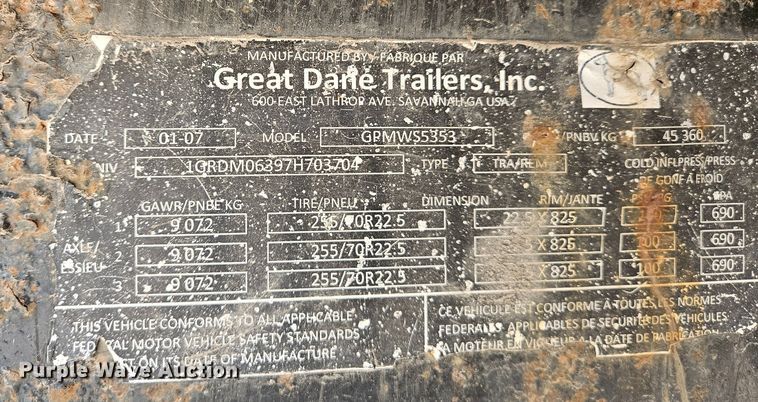 MANUFACTURED BY / FABRIQUE PAR
Great Dane Trailers, Inc.
600 EAST LATHROP AVE. SAVANNAH GA USA
DATE 01-07 MODEL GPMWS5353 /PNBV KG 45 360
NIV 1GRDM06397H703704 TYPE TRA/REM COLD INFL PRESS/PRESS
DE GONF A FROID
GAWR/PNBE KG TIRE/PNEU DIMENSION RIM/JANTE KPA
1 9 072 255/70R22.5 22.5 X 825 690
AXLE/
ESSIEU 2 9 072 255/70R22.5 5 X 825 100 690
3 9 072 255/70R22.5 X 825 100 690
THIS VEHICLE CONFORMS TO ALL APPLICABLE
FEDERAL MOTOR VEHICLE SAFETY STANDARDS
ON ITS DATE OF MANUFACTURE
CE VEHICULE EST CONFORME A TOUTES LES NORMES
FEDERALES APPLICABLES DE SECURITE DES VEHICULES
A MOTEUR EN VIGUEUR A LA DATE DE FABRICATION
Purple Wave Auction